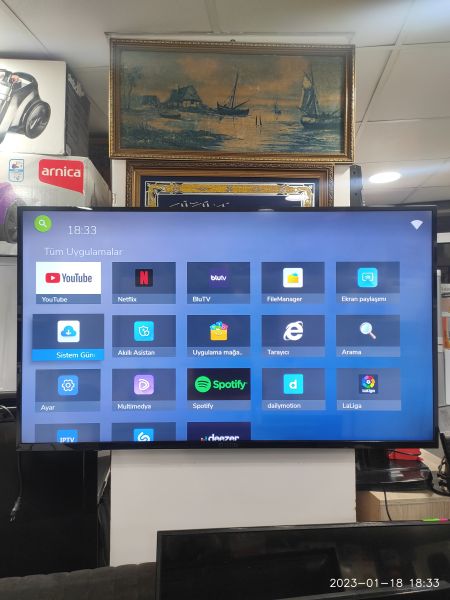 arnica
18:33
Tüm Uygulamalar
YouTube
YouTube
Netflix
blutv
BluTV
FileManager
Ekran paylaşımı
Sistem Gün
Akıllı Asistan
Uygulama mağa..
Tarayıcı
Arama
Ayar
Multimedya
Spotify
Spotify
dailymotion
LaLiga
LaLiga
IPTV
deezer
2023-01-18 18:33